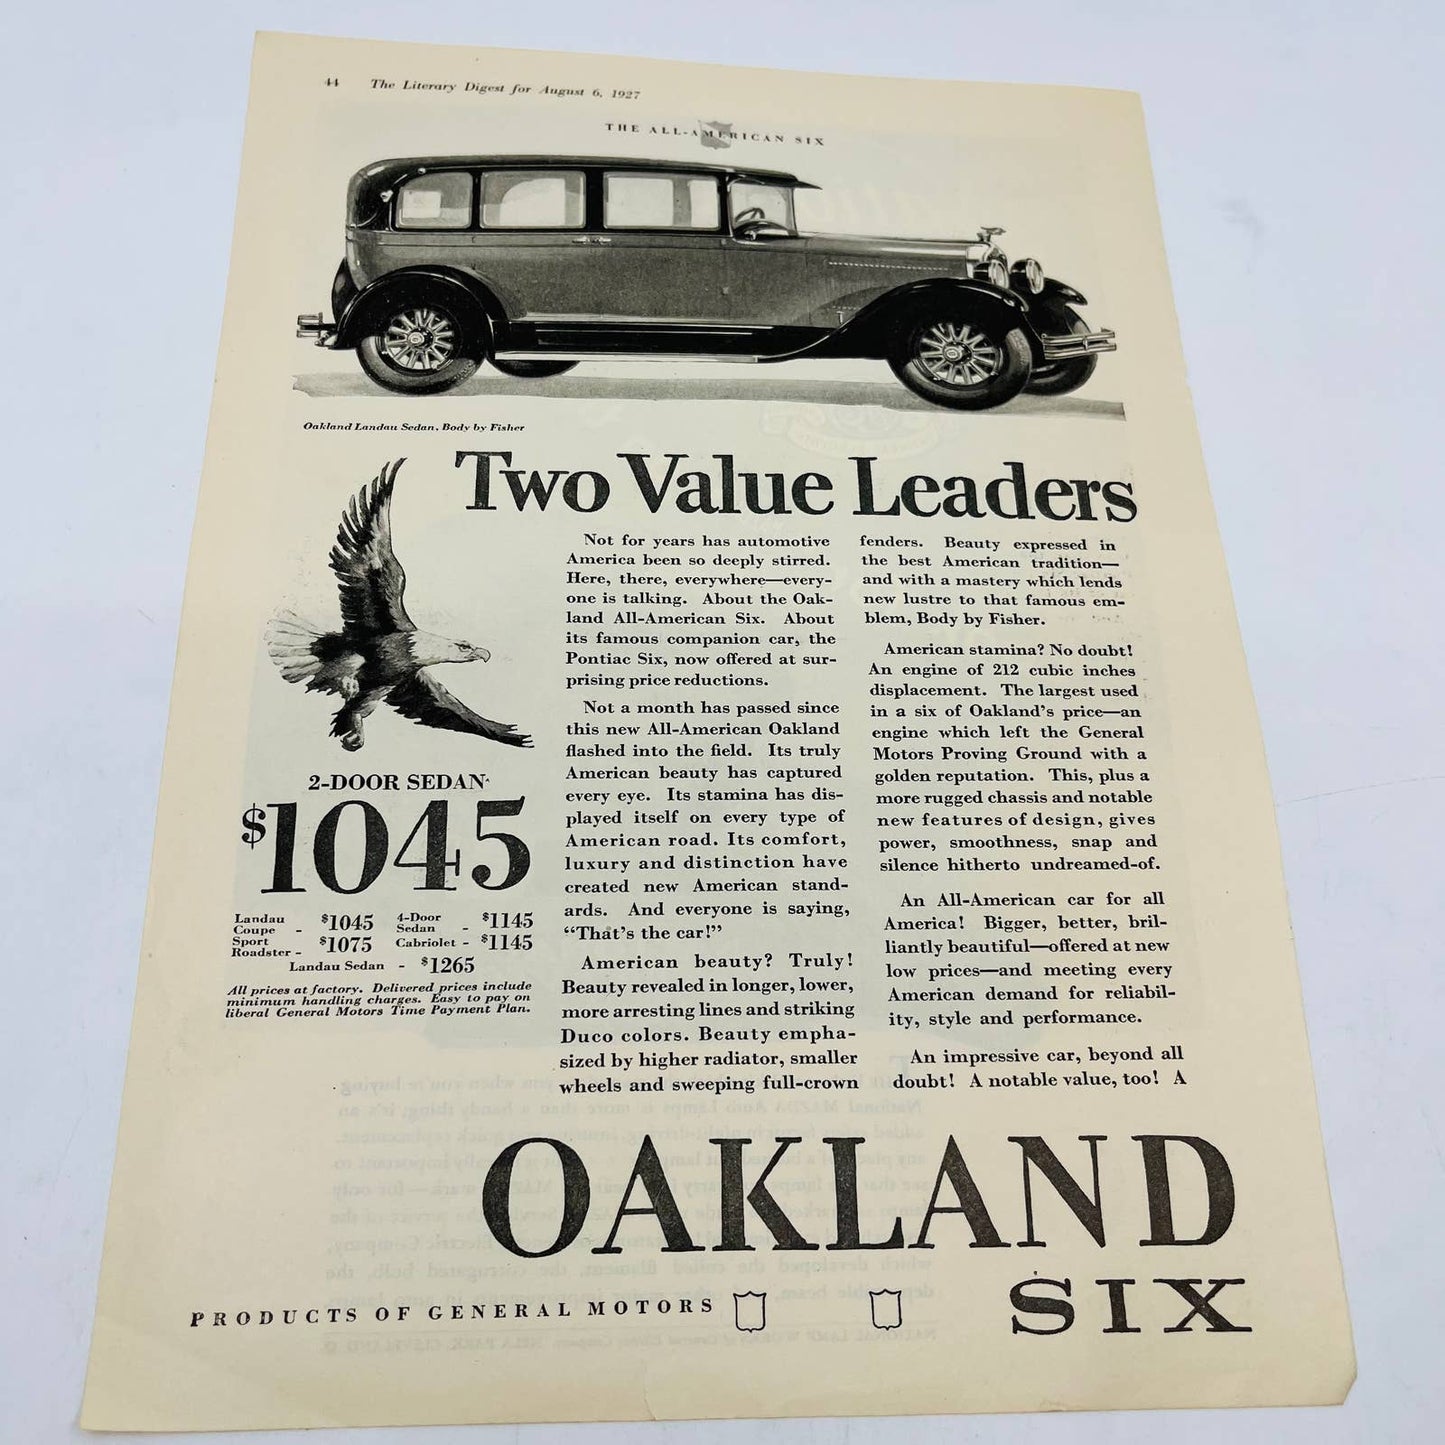 44 The Literary Digest for August 6, 1927
THE ALL-AMERICAN SIX
Oakland Landau Sedan, Body by Fisher
Two Value Leaders
2-DOOR SEDAN
$1045
Landau Coupe - $1045
4-Door Sedan - $1145
Sport Roadster - $1075
Cabriolet - $1145
Landau Sedan - $1265
All prices at factory. Delivered prices include
minimum handling charges. Easy to pay on
liberal General Motors Time Payment Plan.
Not for years has automotive
America been so deeply stirred.
Here, there, everywhere—every-
one is talking. About the Oak-
land All-American Six. About
its famous companion car, the
Pontiac Six, now offered at sur-
prising price reductions.
Not a month has passed since
this new All-American Oakland
flashed into the field. Its truly
American beauty has captured
every eye. Its stamina has dis-
played itself on every type of
American road. Its comfort,
luxury and distinction have
created new American stand-
ards. And everyone is saying,
“That's the car!”
American beauty? Truly!
Beauty revealed in longer, lower,
more arresting lines and striking
Duco colors. Beauty empha-
sized by higher radiator, smaller
wheels and sweeping full-crown
fenders. Beauty expressed in
the best American tradition—
and with a mastery which lends
new lustre to that famous em-
blem, Body by Fisher.
American stamina? No doubt!
An engine of 212 cubic inches
displacement. The largest used
in a six of Oakland's price—an
engine which left the General
Motors Proving Ground with a
golden reputation. This, plus a
more rugged chassis and notable
new features of design, gives
power, smoothness, snap and
silence hitherto undreamed-of.
An All-American car for all
America! Bigger, better, bril-
liantly beautiful—offered at new
low prices—and meeting every
American demand for reliabil-
ity, style and performance.
An impressive car, beyond all
doubt! A notable value, too! A
OAKLAND
SIX
PRODUCTS OF GENERAL MOTORS